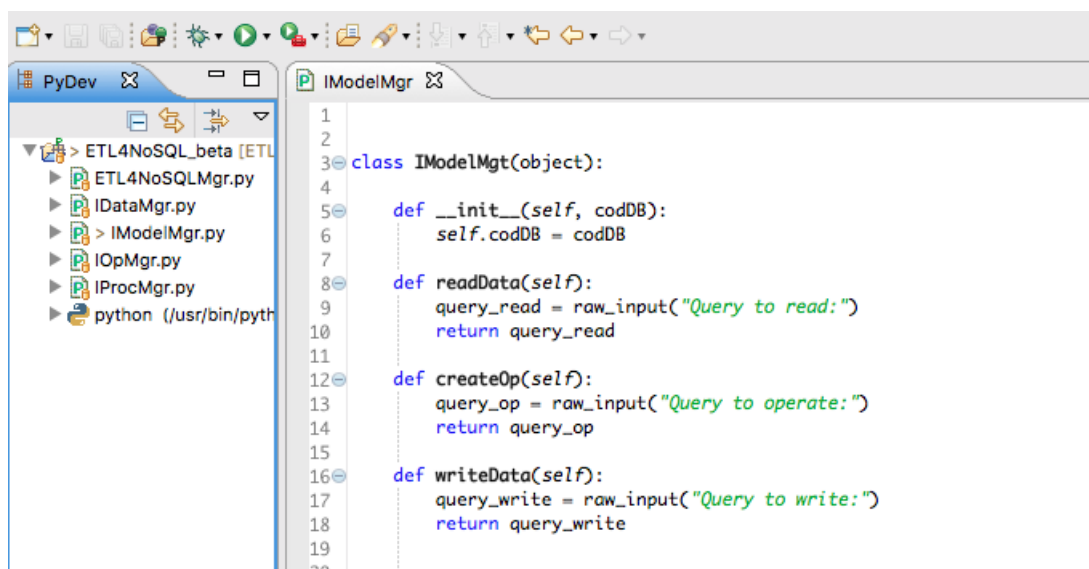 PyDev
IModelMgr
> ETL4NoSQL_beta [ETL
ETL4NoSQLMgr.py
IDataMgr.py
> IModelMgr.py
IOpMgr.py
IProcMgr.py
python (/usr/bin/pyth
1
2
3 class IModelMgt(object):
4
5 def __init__(self, codDB):
6 self.codDB = codDB
7
8 def readData(self):
9 query_read = raw_input("Query to read:")
10 return query_read
11
12 def createOp(self):
13 query_op = raw_input("Query to operate:")
14 return query_op
15
16 def writeData(self):
17 query_write = raw_input("Query to write:")
18 return query_write
19